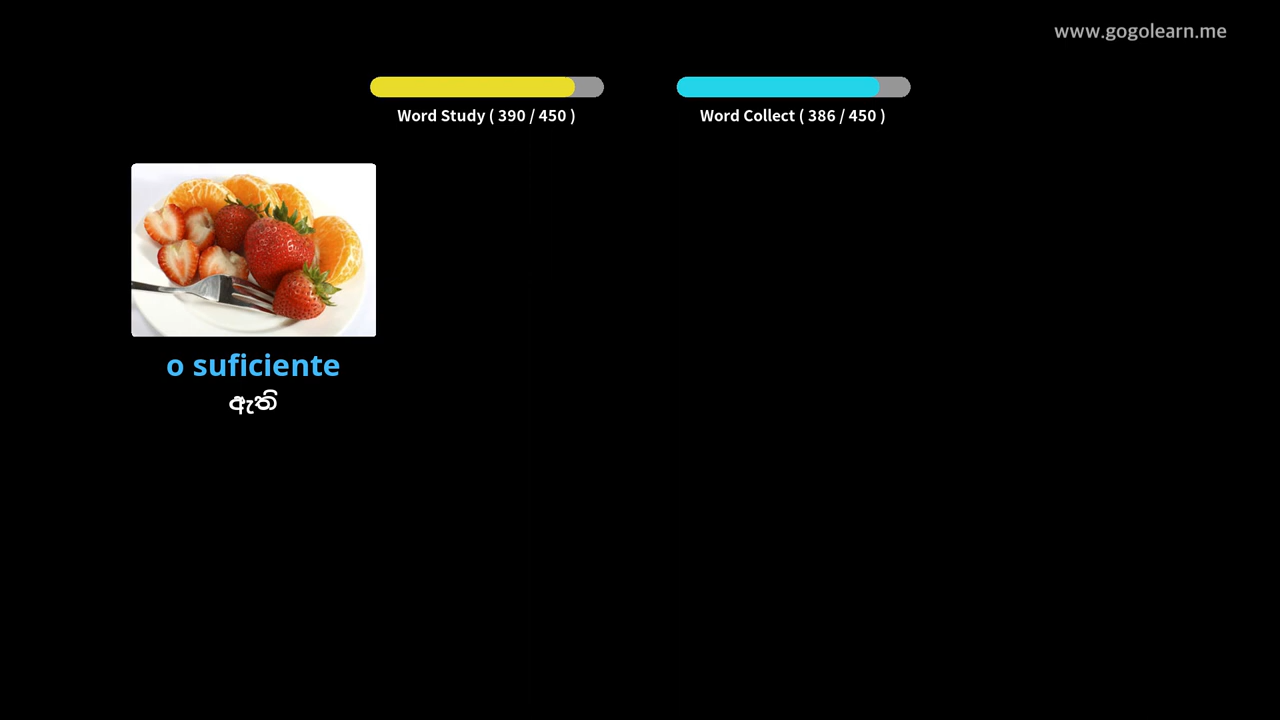 www.gogolearn.me
Word Study ( 390 / 450 )
Word Collect ( 386 / 450 )
o suficiente
ඇති